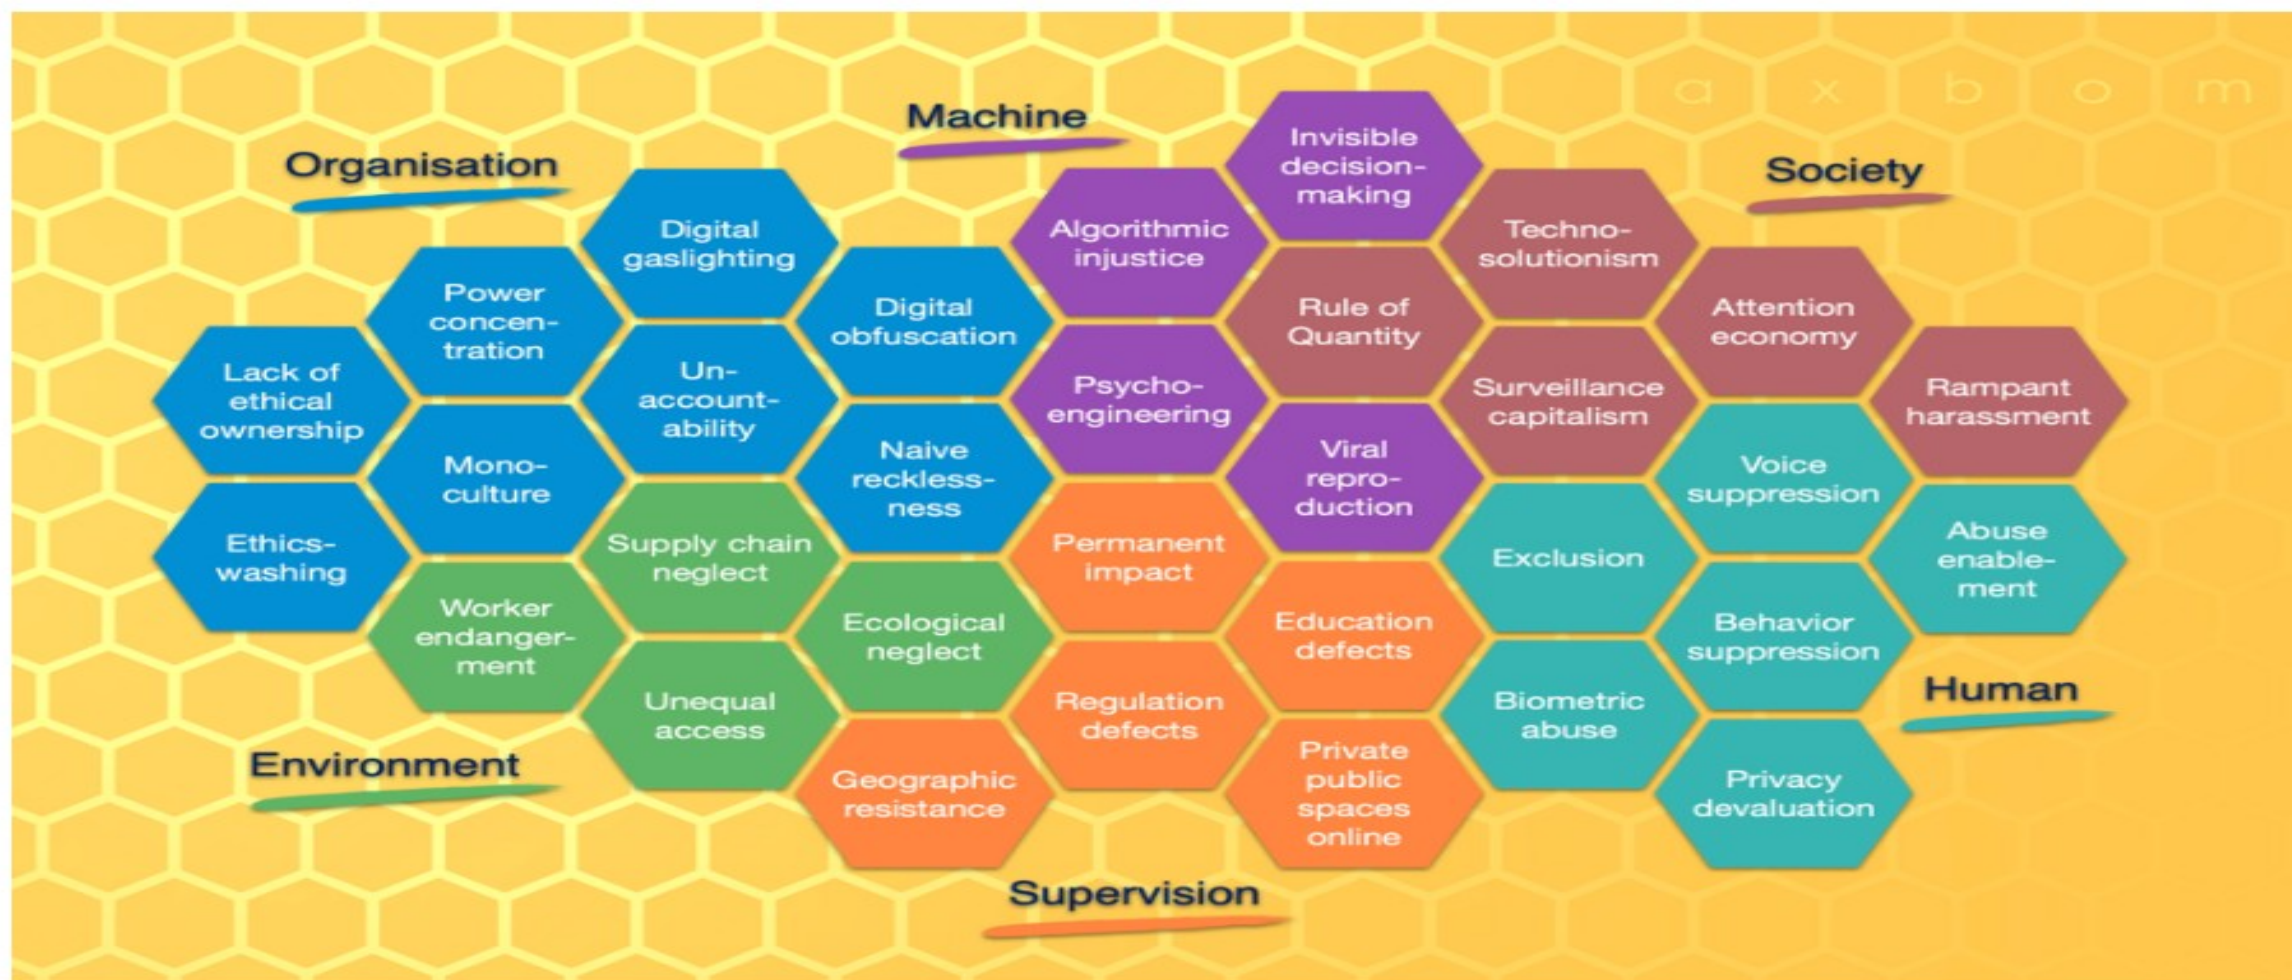 a x b o m
Machine
Organisation
Society
Invisible
decision-
making
Digital
gaslighting
Algorithmic
injustice
Techno-
solutionism
Power
concen-
tration
Digital
obfuscation
Rule of
Quantity
Attention
economy
Lack of
ethical
ownership
Un-
account-
ability
Psycho-
engineering
Surveillance
capitalism
Rampant
harassment
Mono-
culture
Naive
reckless-
ness
Viral
repro-
duction
Voice
suppression
Ethics-
washing
Supply chain
neglect
Permanent
impact
Exclusion
Abuse
enable-
ment
Worker
endanger-
ment
Ecological
neglect
Education
defects
Behavior
suppression
Human
Unequal
access
Regulation
defects
Biometric
abuse
Environment
Geographic
resistance
Private
public
spaces
online
Privacy
devaluation
Supervision